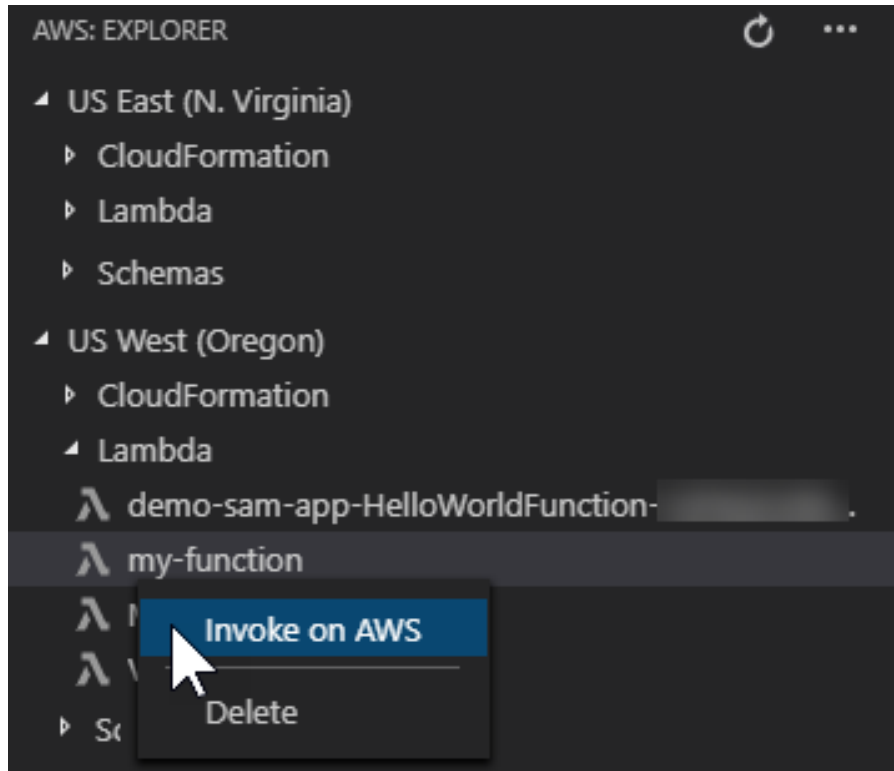 AWS: EXPLORER
US East (N. Virginia)
CloudFormation
Lambda
Schemas
US West (Oregon)
CloudFormation
Lambda
demo-sam-app-HelloWorldFunction- .
my-function
Invoke on AWS
Delete